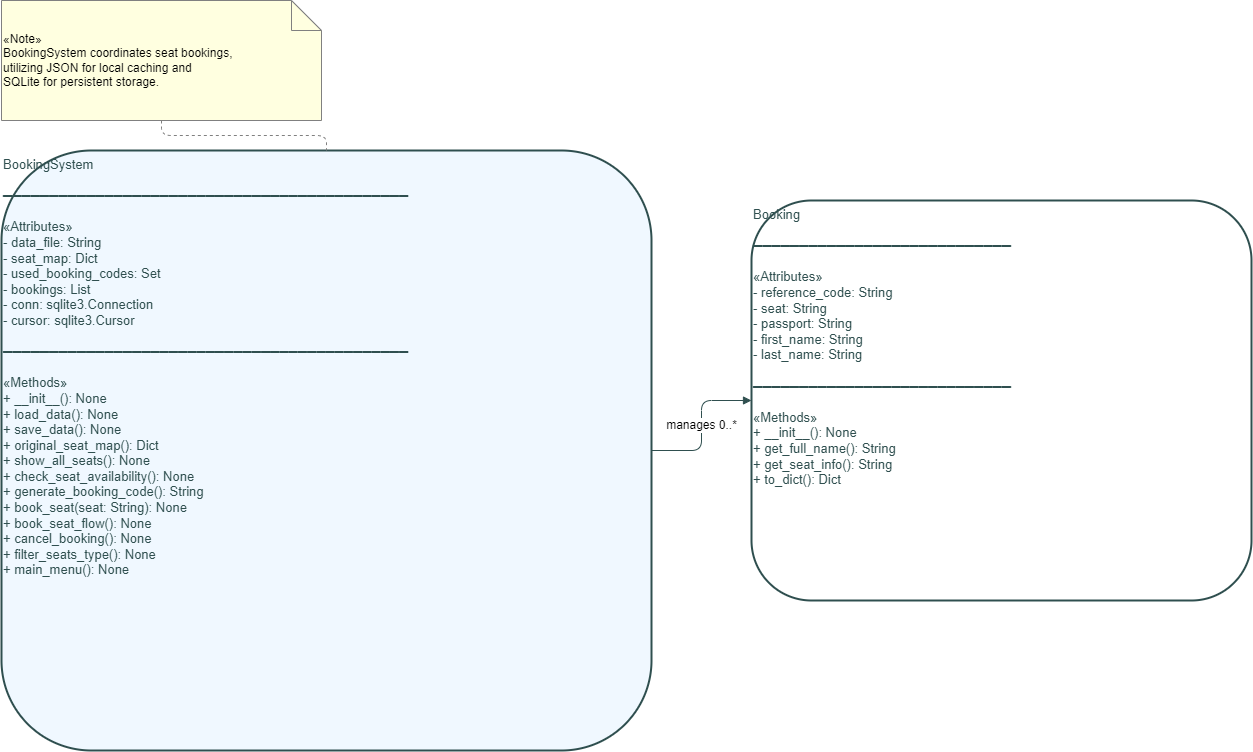 «Note»
BookingSystem coordinates seat bookings,
utilizing JSON for local caching and
SQLite for persistent storage.
BookingSystem
«Attributes»
- data_file: String
- seat_map: Dict
- used_booking_codes: Set
- bookings: List
- conn: sqlite3.Connection
- cursor: sqlite3.Cursor
«Methods»
+ __init__(): None
+ load_data(): None
+ save_data(): None
+ original_seat_map(): Dict
+ show_all_seats(): None
+ check_seat_availability(): None
+ generate_booking_code(): String
+ book_seat(seat: String): None
+ book_seat_flow(): None
+ cancel_booking(): None
+ filter_seats_type(): None
+ main_menu(): None
manages 0..*
Booking
«Attributes»
- reference_code: String
- seat: String
- passport: String
- first_name: String
- last_name: String
«Methods»
+ __init__(): None
+ get_full_name(): String
+ get_seat_info(): String
+ to_dict(): Dict